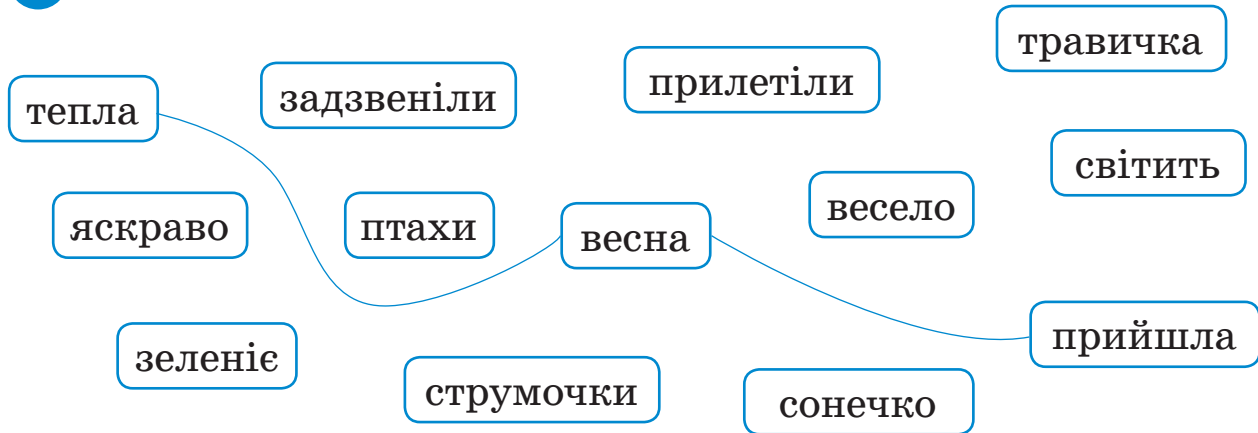 травичка
прилетіли
задзвеніли
тепла
світить
весело
яскраво
птахи
весна
прийшла
зеленіє
струмочки
сонечко